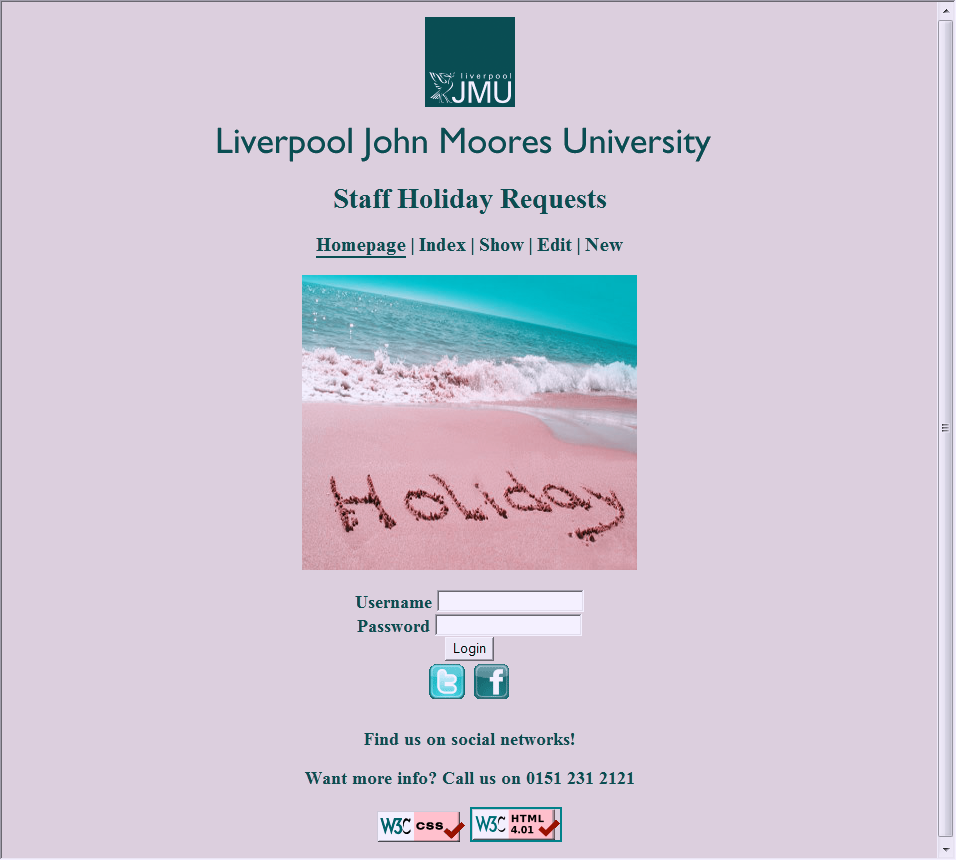 liverpool
JMU
Liverpool John Moores University
Staff Holiday Requests
Homepage | Index | Show | Edit | New
Holiday
Username
Password
Login
t f
Find us on social networks!
Want more info? Call us on 0151 231 2121
W3C CSS W3C HTML 4.01